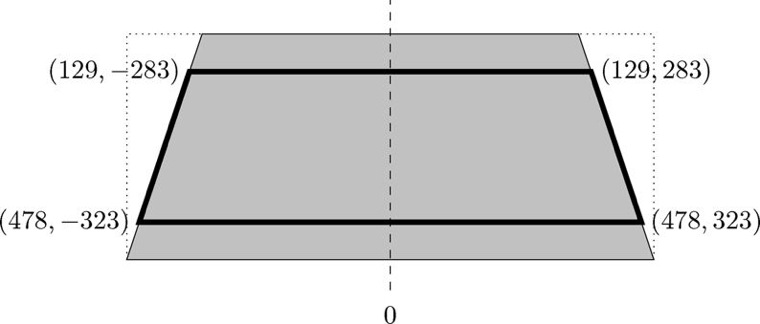 (129, −283) (129, 283)
(478, −323) (478, 323)
0